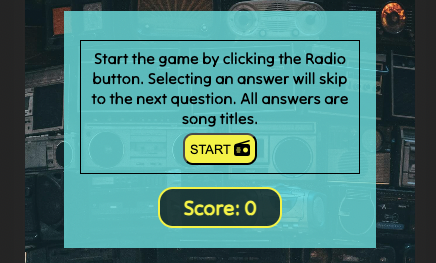 Start the game by clicking the Radio
button. Selecting an answer will skip
to the next question. All answers are
song titles.
START
Score: 0